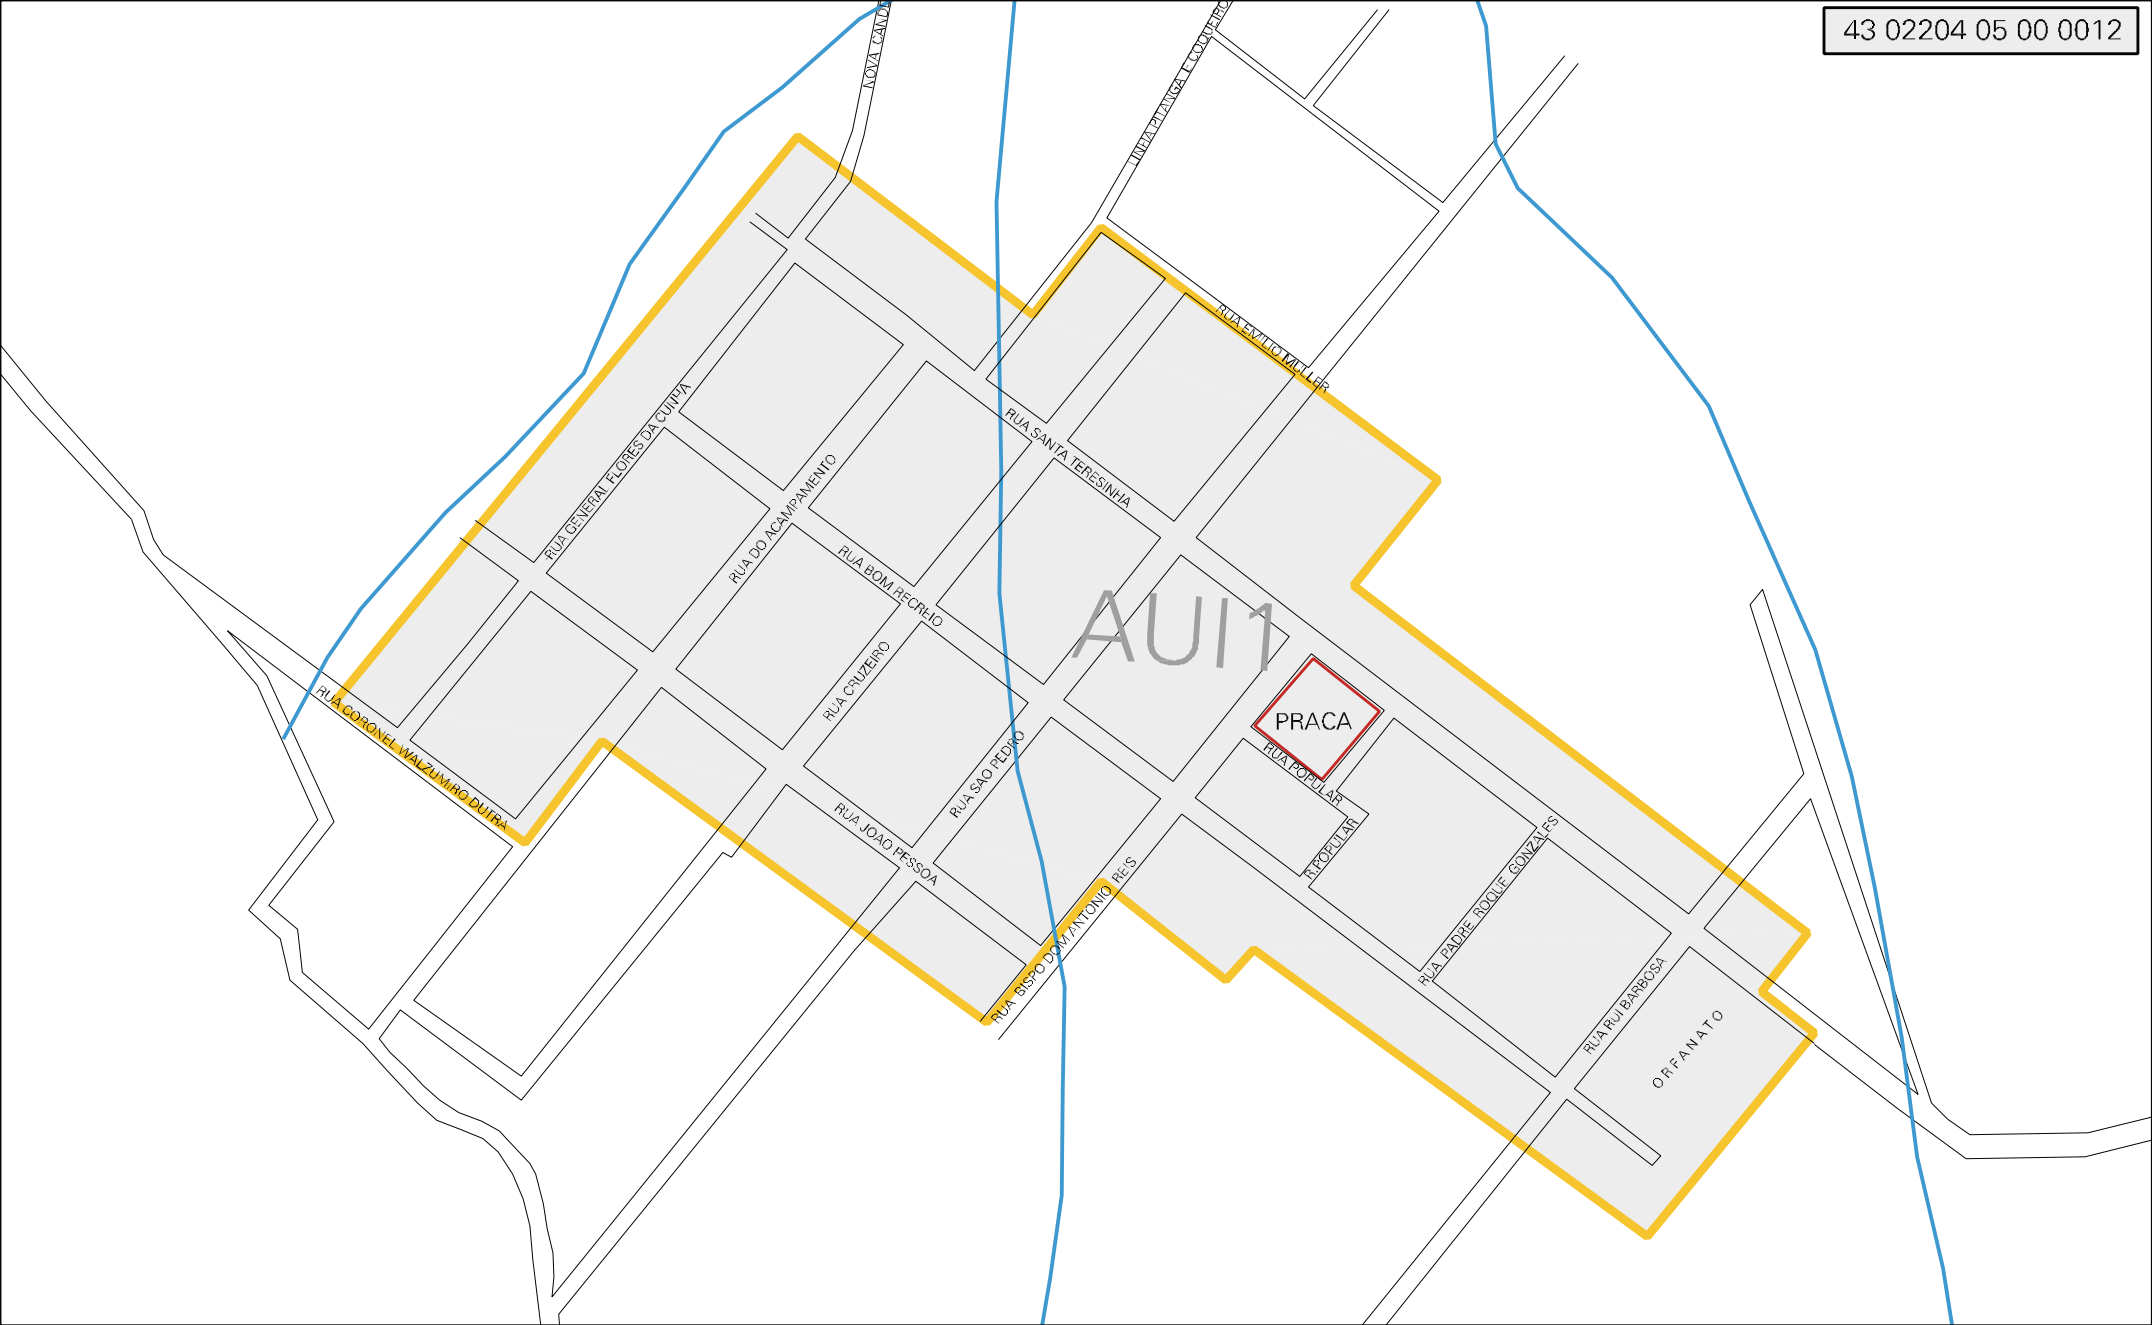 43 02204 05 00 0012
NOVA CAND
LINHA PITANGA E COQUEIRO
RUA EMILIO MULLER
RUA GENERAL FLORES DA CUNHA
RUA SANTA TERESINHA
RUA DO ACAMPAMENTO
RUA BOM RECREIO
AUI1
RUA CRUZEIRO
PRACA
RUA CORONEL WALZUMIRO DUTRA
RUA SAO PEDRO
RUA POPULAR
R.POPULAR
RUA JOAO PESSOA
RUA PADRE ROQUE GONZALES
RUA BISPO DOM ANTONIO REIS
RUA RUI BARBOSA
ORFANATO